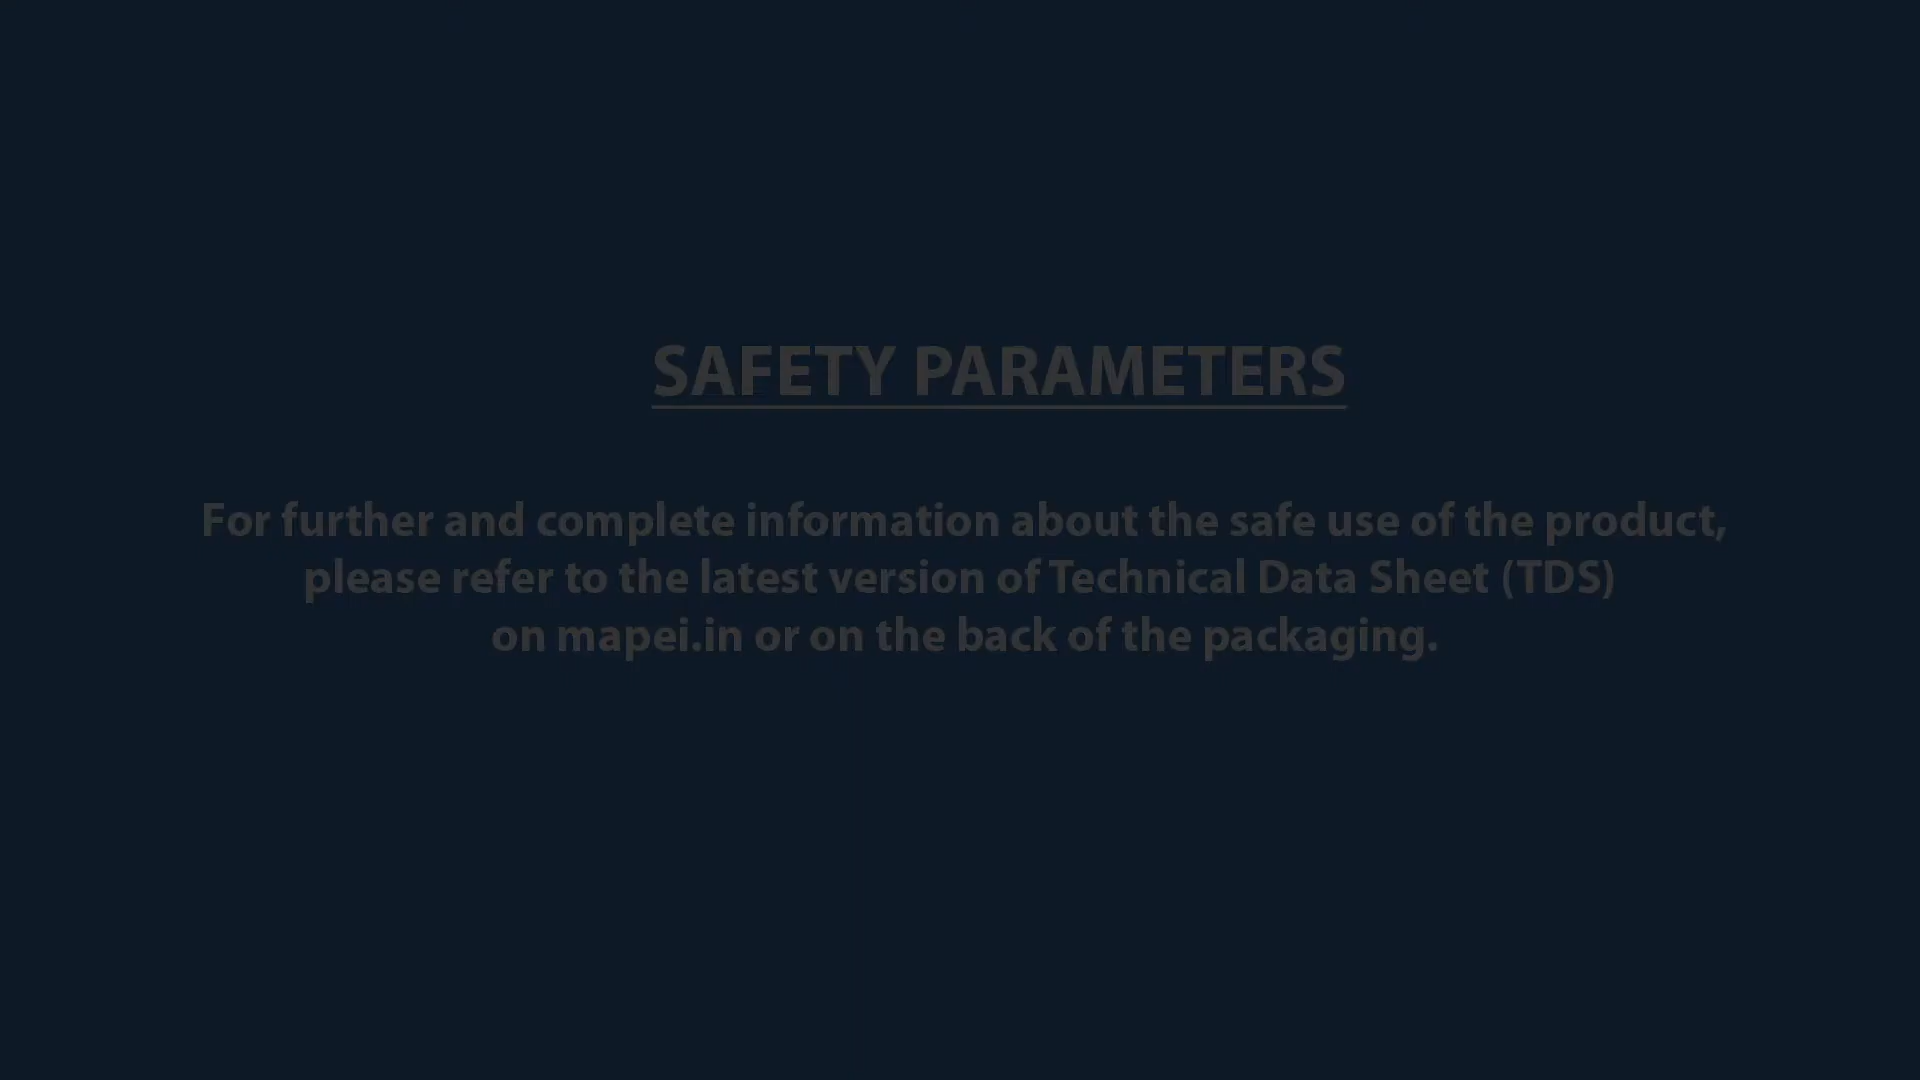 SAFETY PARAMETERS
For further and complete information about the safe use of the product,
please refer to the latest version of Technical Data Sheet (TDS)
on mapei.in or on the back of the packaging.